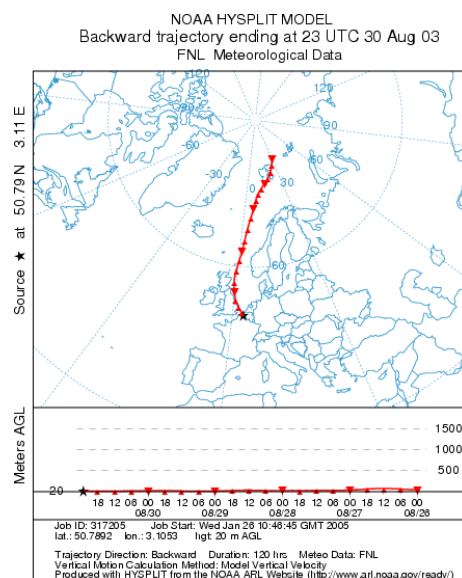 NOAA HYSPLIT MODEL
Backward trajectory ending at 23 UTC 30 Aug 03
FNL Meteorological Data
Source ★ at 50.79 N 3.11 E
120
120
-90
90
-60
60
-30
0
30
60
Meters AGL
1500
1000
500
20
18 12 06 00 18 12 06 00 18 12 06 00 18 12 06 00 18 12 06 00
08/30 08/29 08/28 08/27 08/26
Job ID: 317205 Job Start: Wed Jan 26 10:46:45 GMT 2005
lat.: 50.7892 lon.: 3.1053 hgt: 20 m AGL
Trajectory Direction: Backward Duration: 120 hrs Meteo Data: FNL
Vertical Motion Calculation Method: Model Vertical Velocity
Produced with HYSPLIT from the NOAA ARL Website (http://www.arl.noaa.gov/ready/)